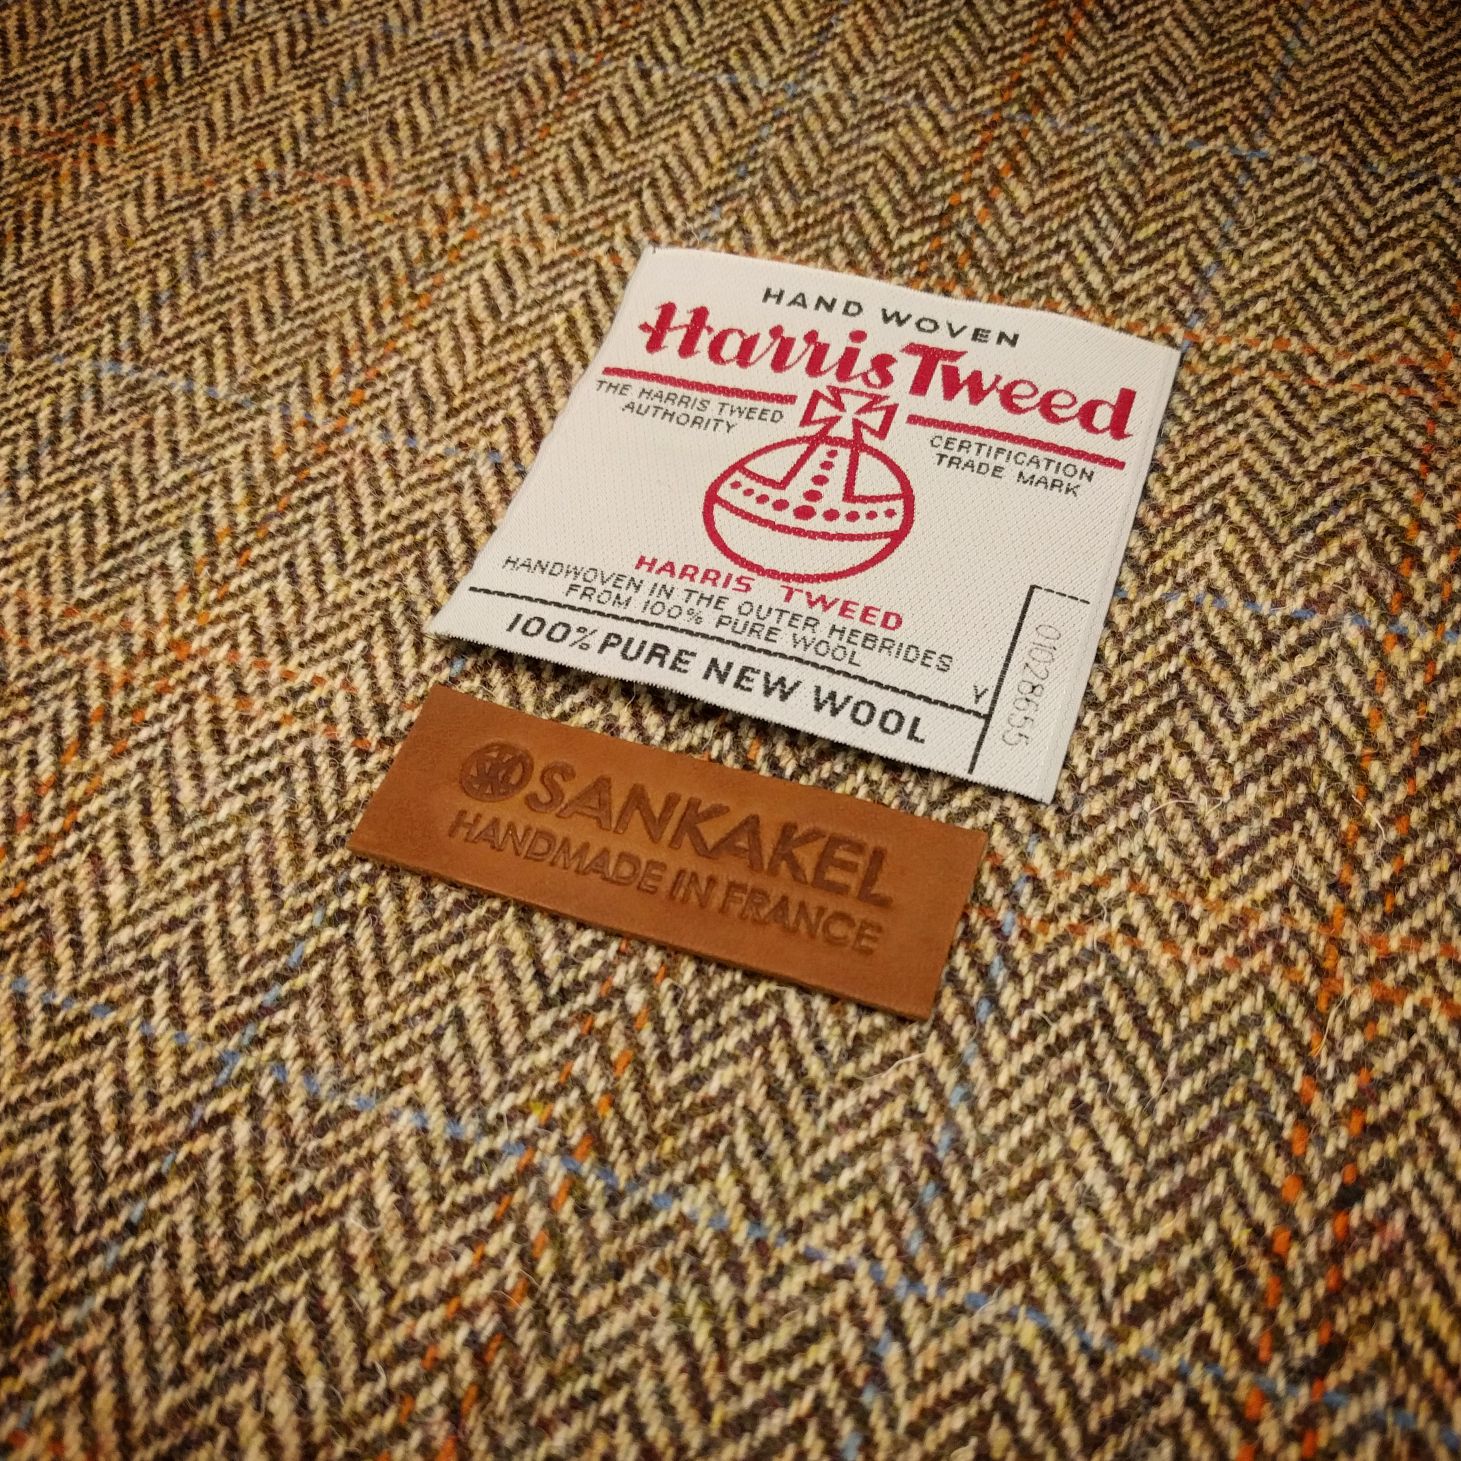 HAND WOVEN
Harris Tweed
THE HARRIS TWEED
AUTHORITY
CERTIFICATION
TRADE MARK
HARRIS TWEED
HANDWOVEN IN THE OUTER HEBRIDES
FROM 100% PURE WOOL
100% PURE NEW WOOL
Y
01028655
SK
SANKAKEL
HANDMADE IN FRANCE